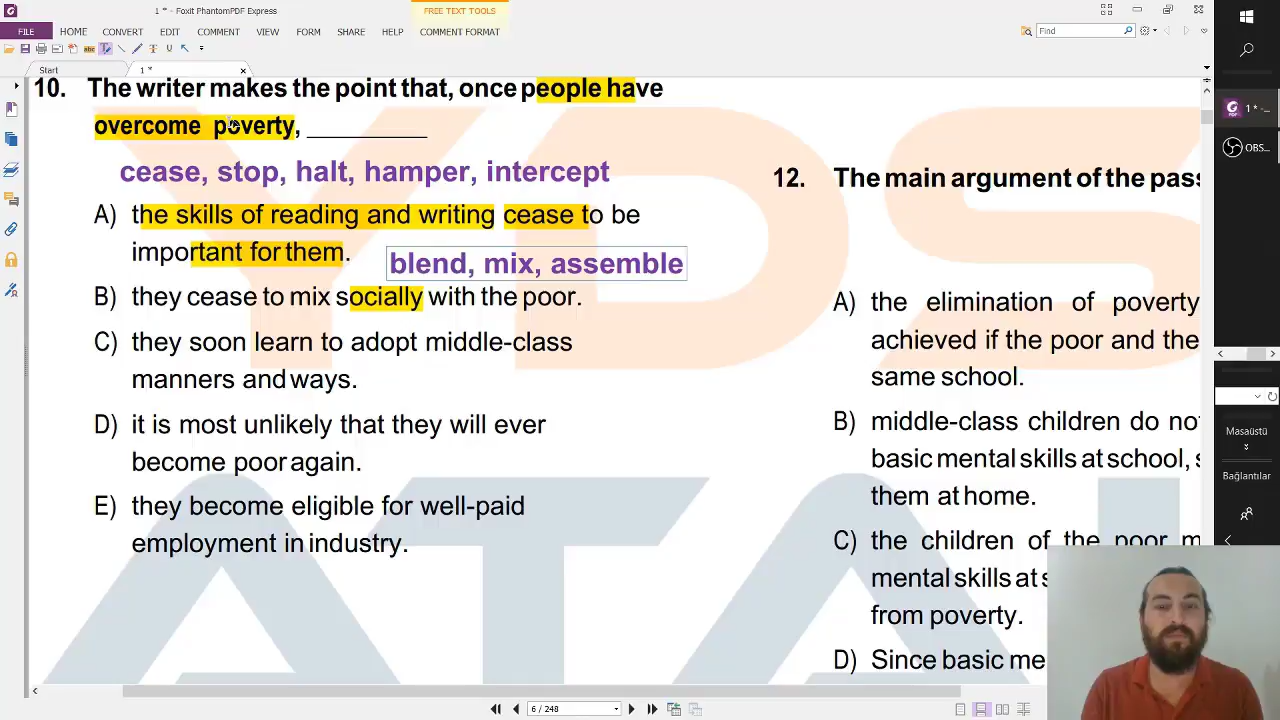 1 * - Foxit PhantomPDF Express
FREE TEXT TOOLS
FILE HOME CONVERT EDIT COMMENT VIEW FORM SHARE HELP COMMENT FORMAT
Find
Start
1 *
10. The writer makes the point that, once people have
overcome poverty, __________
cease, stop, halt, hamper, intercept
A) the skills of reading and writing cease to be
important for them.
blend, mix, assemble
B) they cease to mix socially with the poor.
C) they soon learn to adopt middle-class
manners and ways.
D) it is most unlikely that they will ever
become poor again.
E) they become eligible for well-paid
employment in industry.
12. The main argument of the pas
A) the elimination of poverty
achieved if the poor and the
same school.
B) middle-class children do no
basic mental skills at school, s
them at home.
C) the children of the poor m
mental skills at s
from poverty.
D) Since basic me
YDS
ATA
6 / 248
1 * -
OBS...
Masaüstü
Bağlantılar